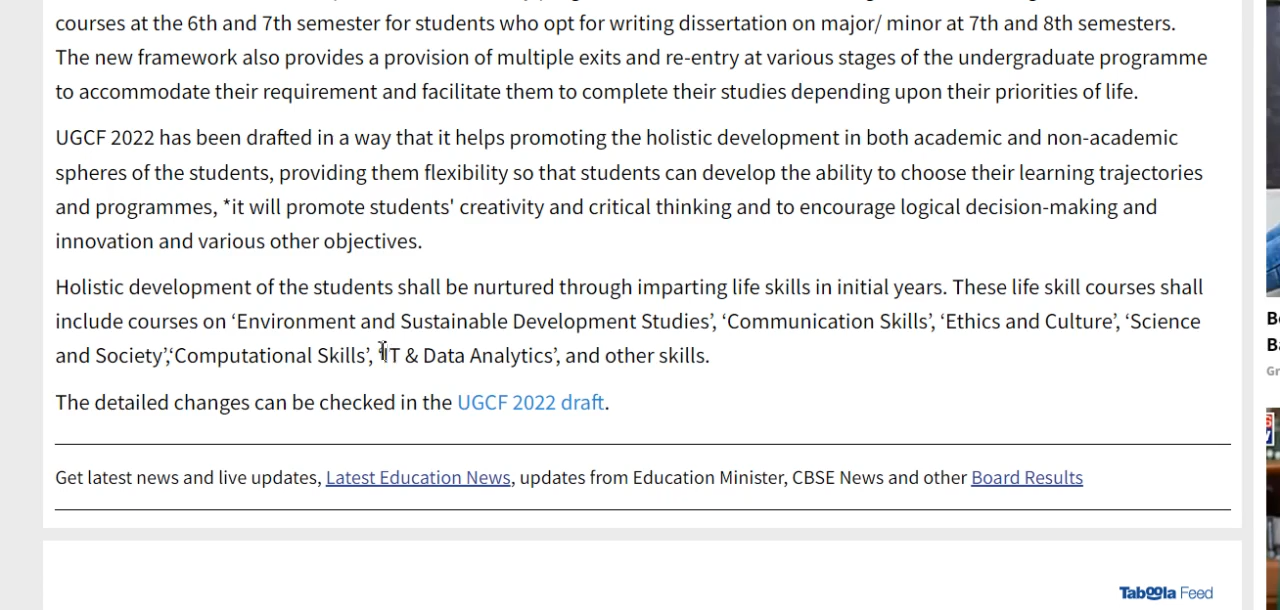 courses at the 6th and 7th semester for students who opt for writing dissertation on major/ minor at 7th and 8th semesters.
The new framework also provides a provision of multiple exits and re-entry at various stages of the undergraduate programme
to accommodate their requirement and facilitate them to complete their studies depending upon their priorities of life.
UGCF 2022 has been drafted in a way that it helps promoting the holistic development in both academic and non-academic
spheres of the students, providing them flexibility so that students can develop the ability to choose their learning trajectories
and programmes, *it will promote students' creativity and critical thinking and to encourage logical decision-making and
innovation and various other objectives.
Holistic development of the students shall be nurtured through imparting life skills in initial years. These life skill courses shall
include courses on ‘Environment and Sustainable Development Studies’, ‘Communication Skills’, ‘Ethics and Culture’, ‘Science
and Society’,‘Computational Skills’, ‘IT & Data Analytics’, and other skills.
The detailed changes can be checked in the UGCF 2022 draft.
Get latest news and live updates, Latest Education News, updates from Education Minister, CBSE News and other Board Results
Taboola Feed